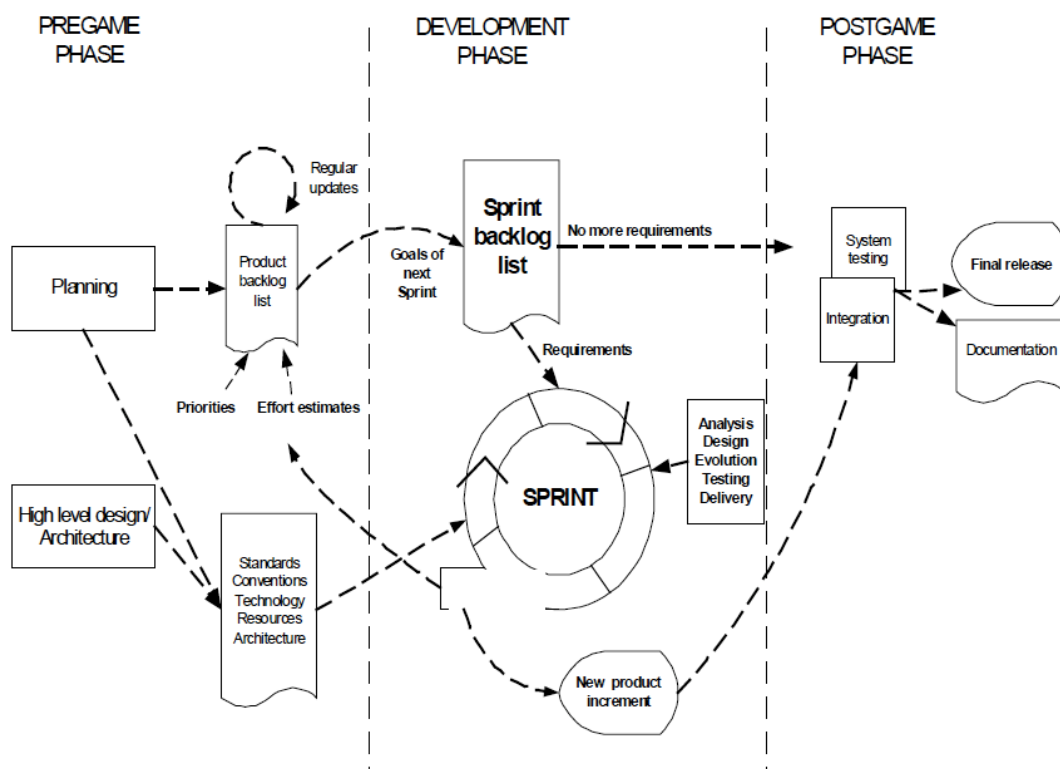 PREGAME
PHASE
DEVELOPMENT
PHASE
POSTGAME
PHASE
Regular
updates
Planning
Product
backlog
list
Goals of
next
Sprint
Sprint
backlog
list
No more requirements
System
testing
Integration
Final release
Documentation
Priorities
Effort estimates
Requirements
High level design/
Architecture
Standards
Conventions
Technology
Resources
Architecture
SPRINT
Analysis
Design
Evolution
Testing
Delivery
New product
increment